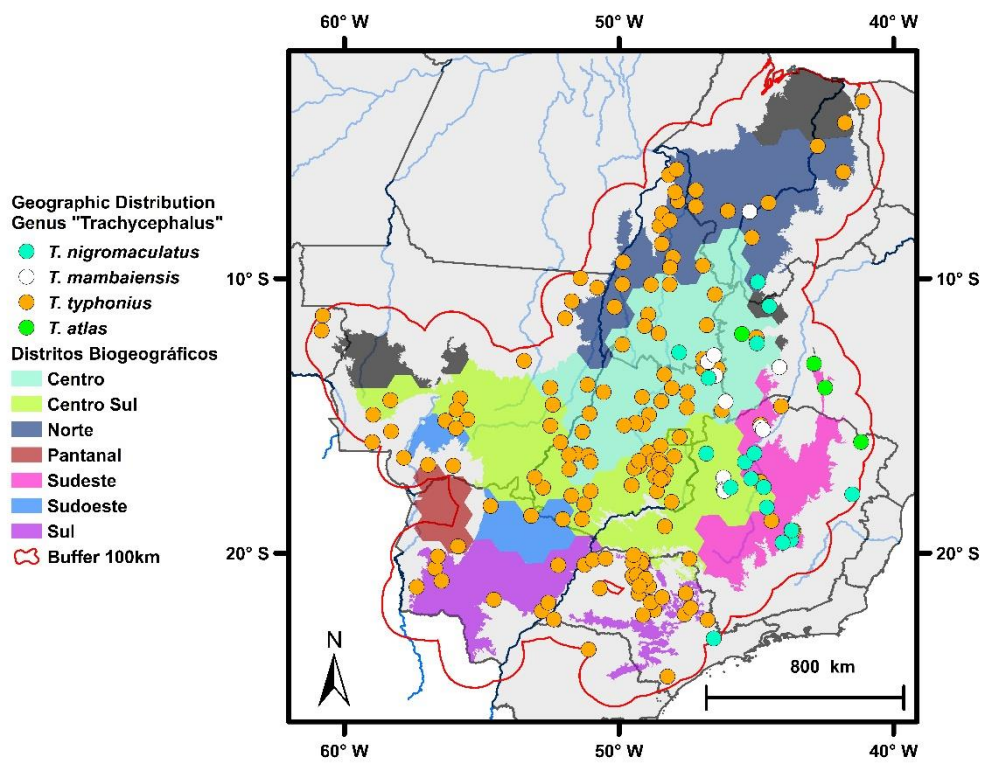 60° W 50° W 40° W
Geographic Distribution
Genus "Trachycephalus"
T. nigromaculatus
T. mambaiensis
T. typhonius
T. atlas
Distritos Biogeográficos
Centro
Centro Sul
Norte
Pantanal
Sudeste
Sudoeste
Sul
Buffer 100km
10° S 10° S
20° S 20° S
N
800 km
60° W 50° W 40° W